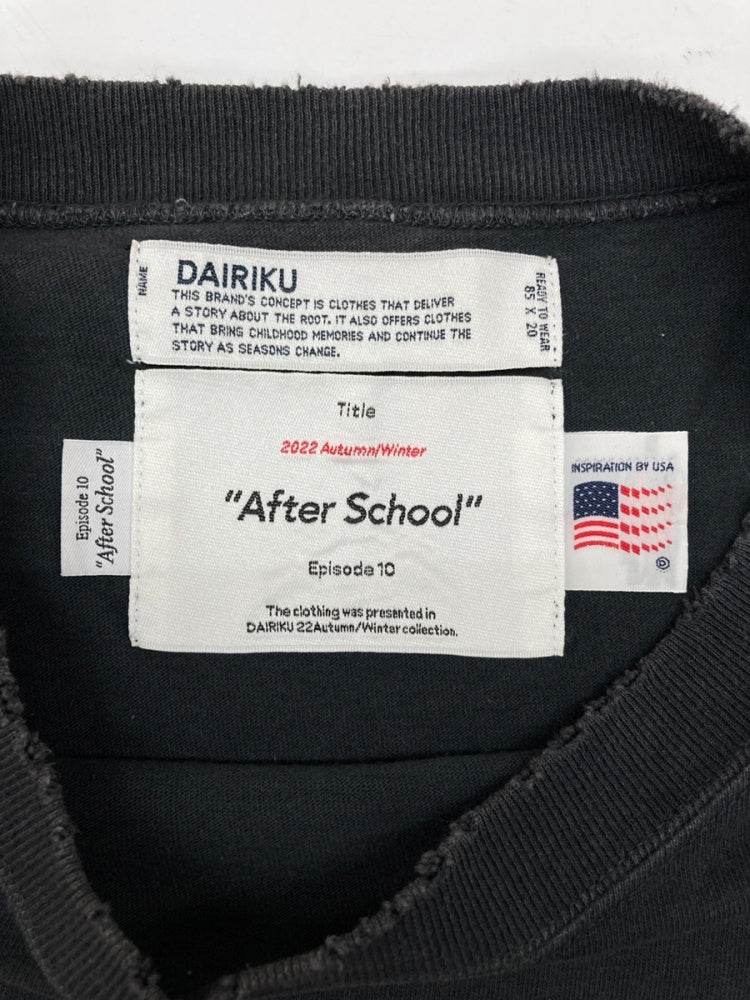 NAME
DAIRIKU
THIS BRAND'S CONCEPT IS CLOTHES THAT DELIVER
A STORY ABOUT THE ROOT. IT ALSO OFFERS CLOTHES
THAT BRING CHILDHOOD MEMORIES AND CONTINUE THE
STORY AS SEASONS CHANGE.
READY TO WEAR
85 X 20
Title
2022 Autumn/Winter
"After School"
Episode 10
The clothing was presented in
DAIRIKU 22Autumn/Winter collection.
Episode 10
"After School"
INSPIRATION BY USA
D